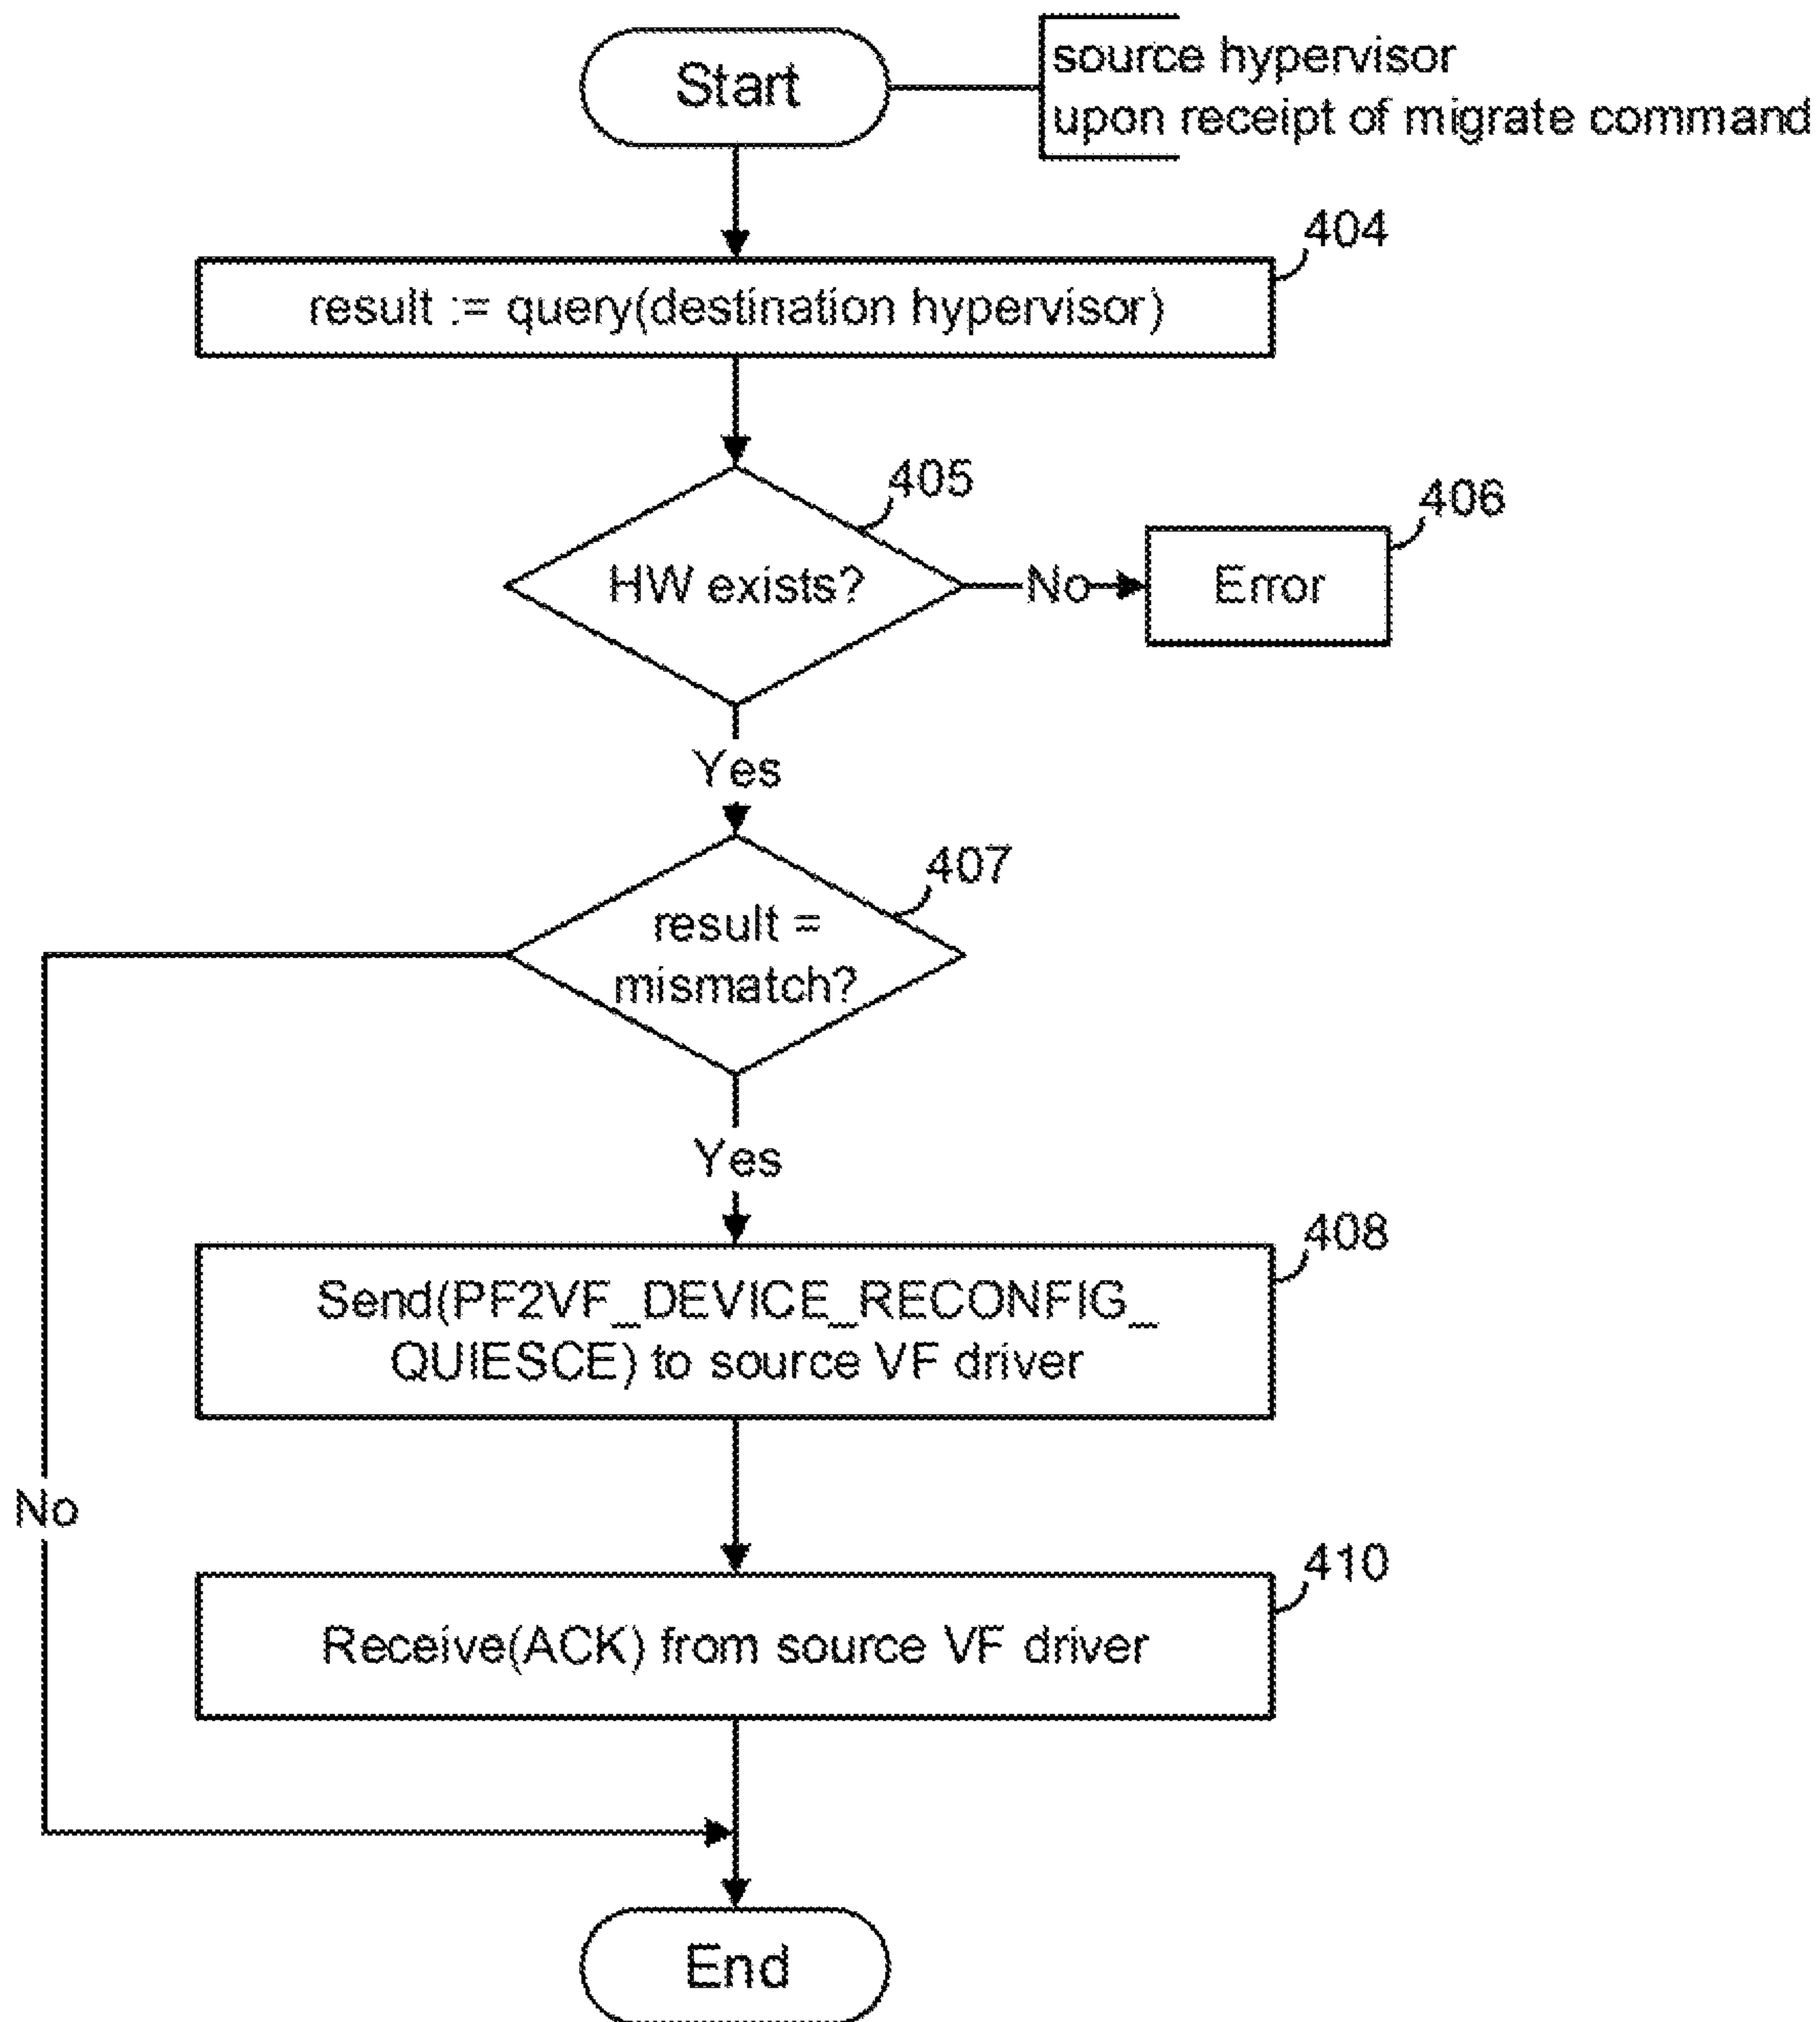 Start
source hypervisor
upon receipt of migrate command
404
result := query(destination hypervisor)
405
HW exists?
No
406
Error
Yes
407
result =
mismatch?
Yes
408
Send(PF2VF_DEVICE_RECONFIG_
QUIESCE) to source VF driver
No
410
Receive(ACK) from source VF driver
End